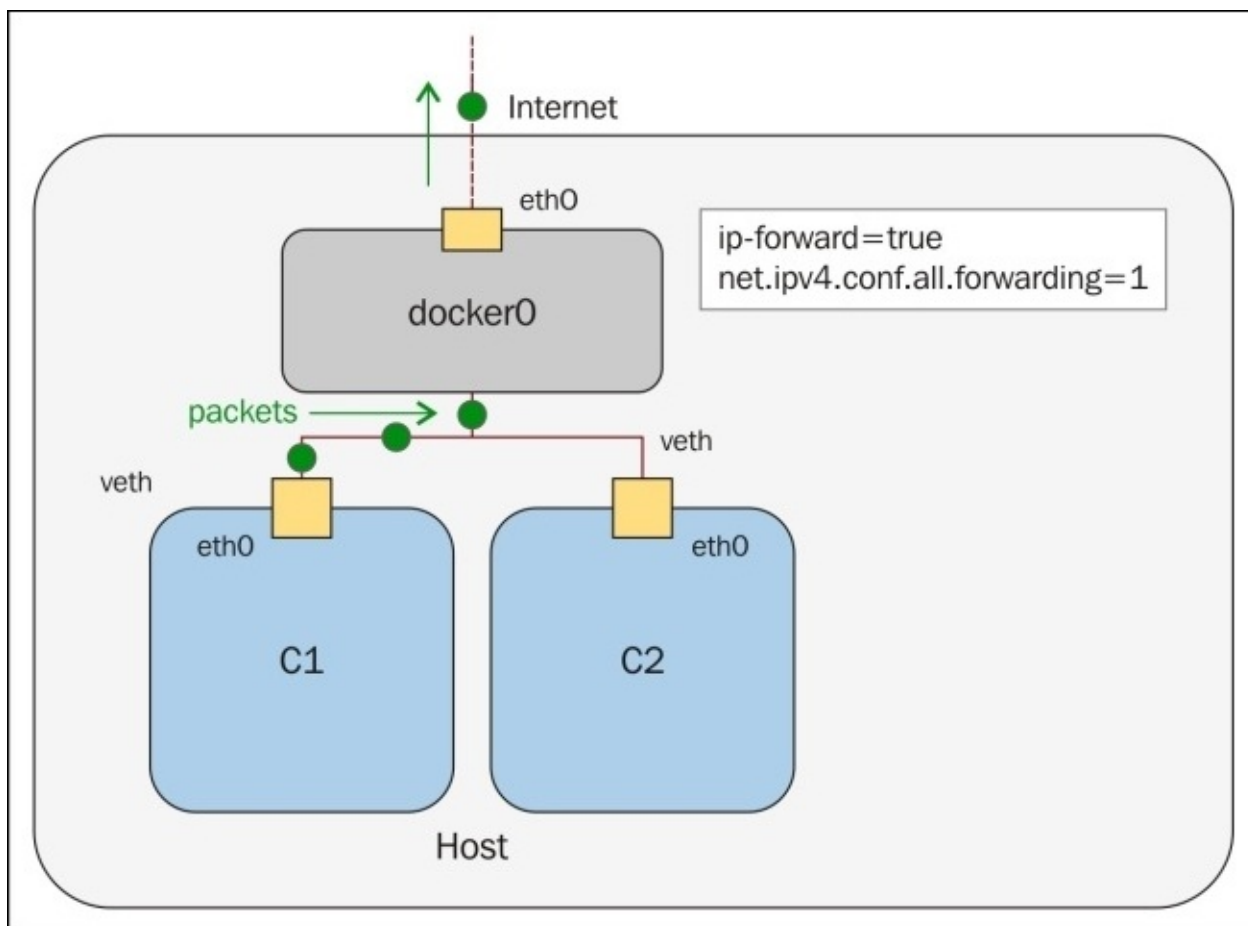 Internet
eth0
ip-forward=true
net.ipv4.conf.all.forwarding=1
docker0
packets
veth
veth
eth0
eth0
C1
C2
Host